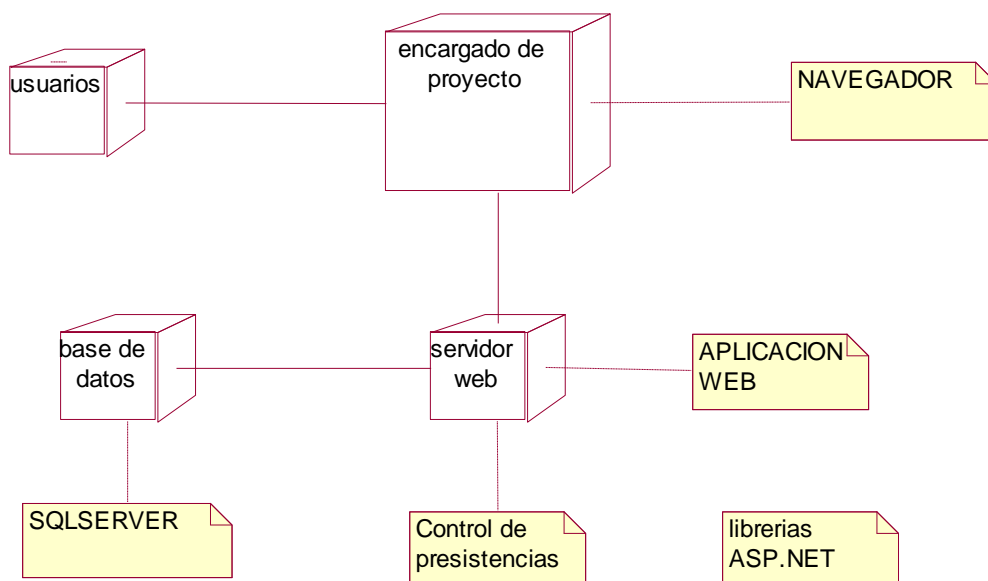 usuarios
encargado de
proyecto
NAVEGADOR
base de
datos
servidor
web
APLICACION
WEB
SQLSERVER
Control de
presistencias
librerias
ASP.NET